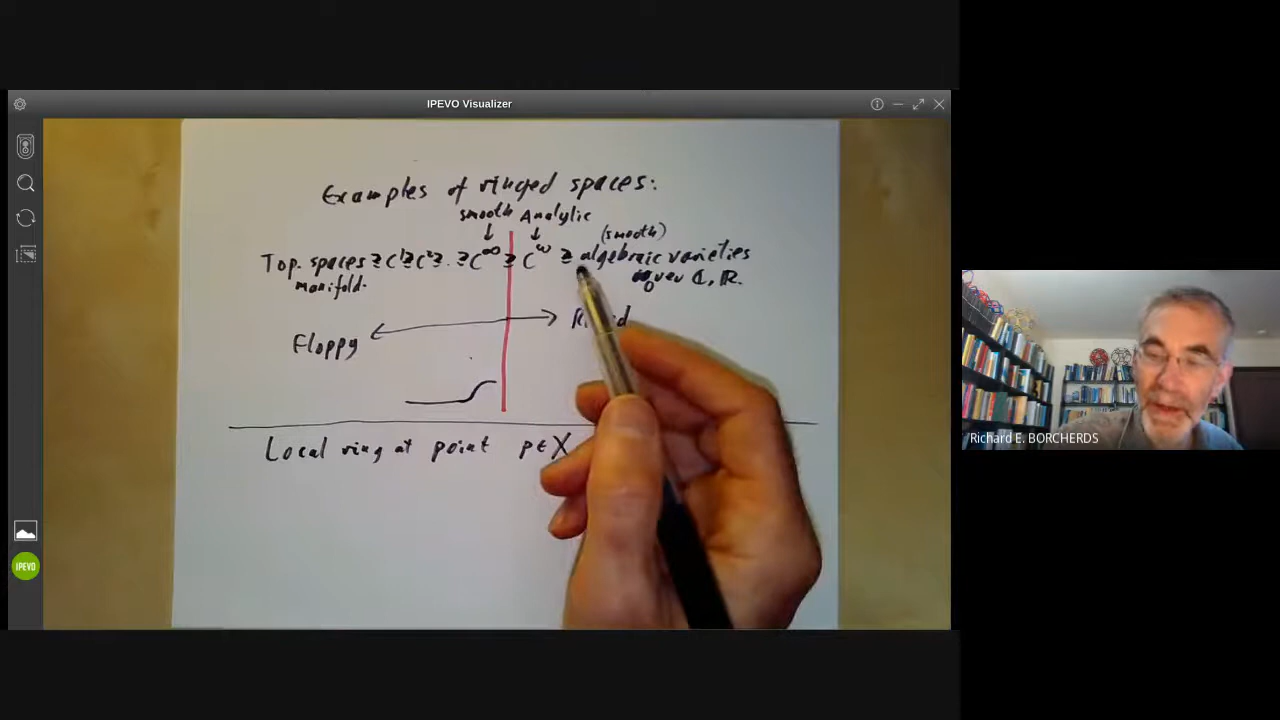 IPEVO Visualizer
Examples of ringed spaces:
smooth Analytic
↓ ↓ (smooth)
Top. spaces ≥ C¹ ≥ C² ≥ . ≥ C^∞ ≥ C^ω ≥ algebraic varieties
manifold. over ℂ, ℝ.
Floppy
Local ring at point p ∈ X
IPEVO
Richard E. BORCHERDS